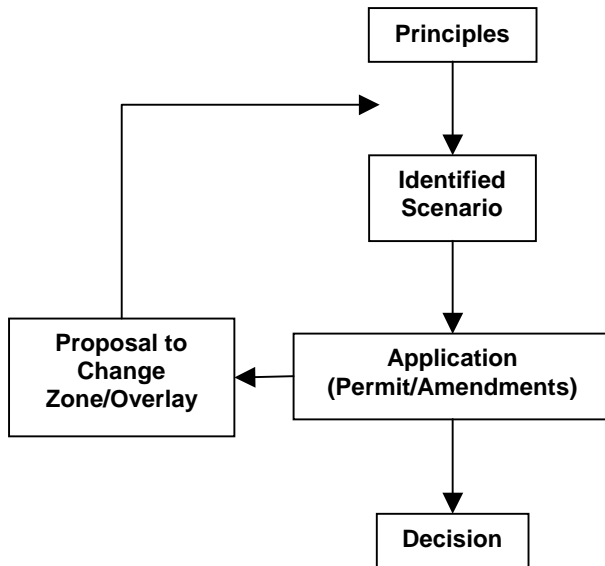 Principles
Identified
Scenario
Proposal to
Change
Zone/Overlay
Application
(Permit/Amendments)
Decision